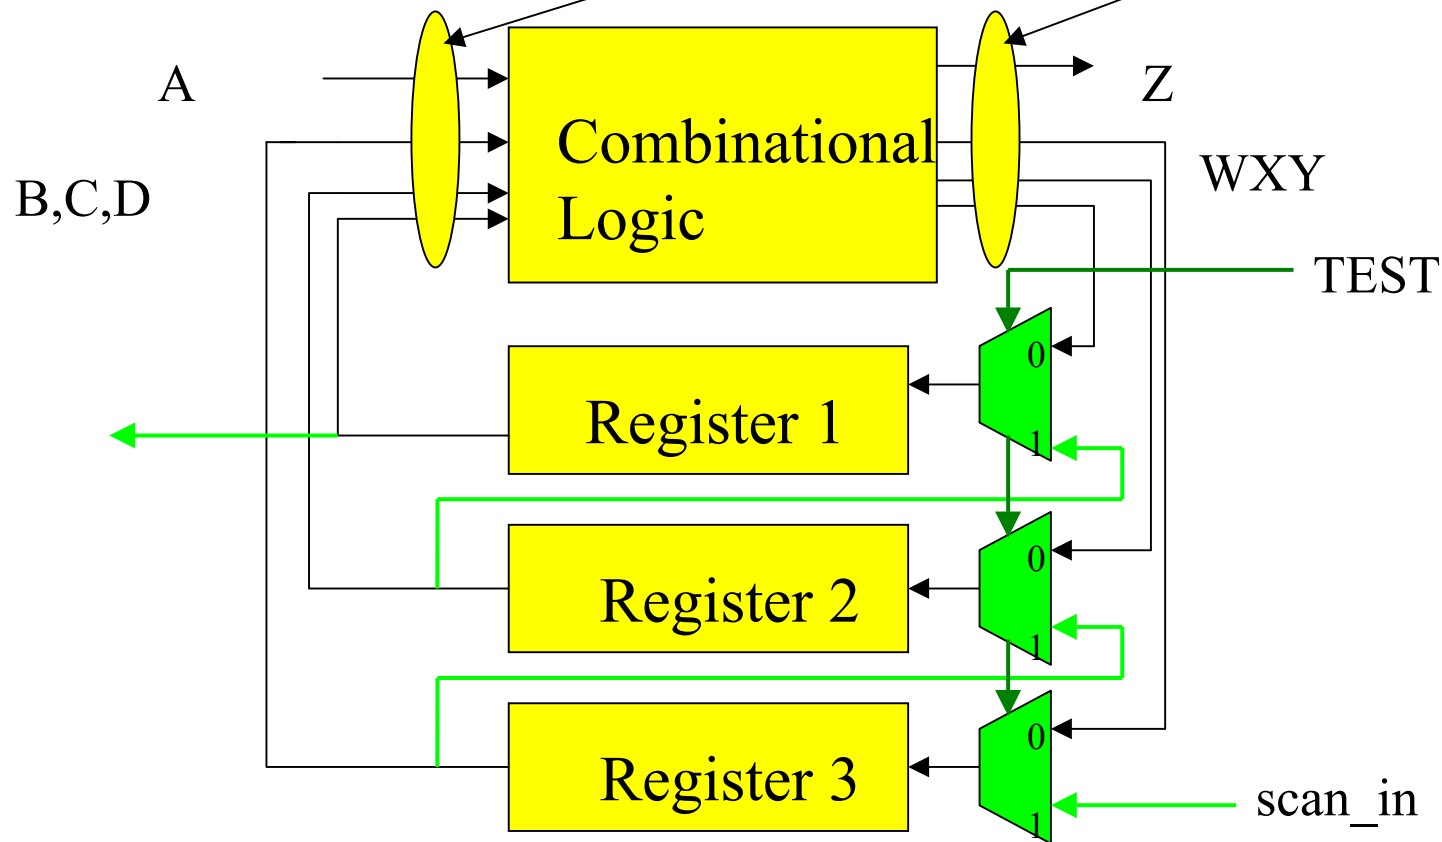 A
Z
Combinational
Logic
WXY
B,C,D
TEST
0
Register 1
1
0
Register 2
1
0
Register 3
scan_in
1